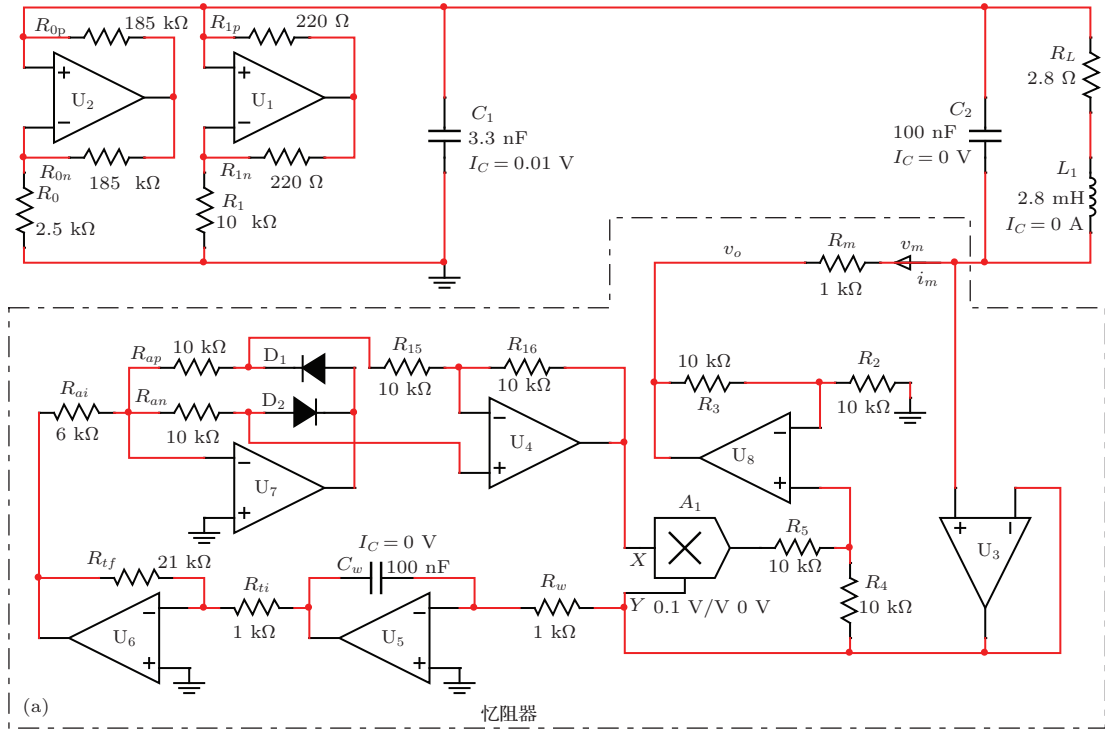 R0p 185 kΩ
U2
R0n 185 kΩ
R0
2.5 kΩ
R1p 220 Ω
U1
R1n 220 Ω
R1
10 kΩ
C1
3.3 nF
IC=0.01 V
C2
100 nF
IC=0 V
RL
2.8 Ω
L1
2.8 mH
IC=0 A
vo
Rm
1 kΩ
vm
im
Rap 10 kΩ
D1
R15
10 kΩ
R16
10 kΩ
Rai
6 kΩ
Ran
10 kΩ
D2
U4
U7
10 kΩ
R3
R2
10 kΩ
U8
A1
X
Y 0.1 V/V 0 V
R5
10 kΩ
R4
10 kΩ
U3
Rtf 21 kΩ
U6
Rti
1 kΩ
IC=0 V
Cw 100 nF
U5
Rw
1 kΩ
(a)
忆阻器